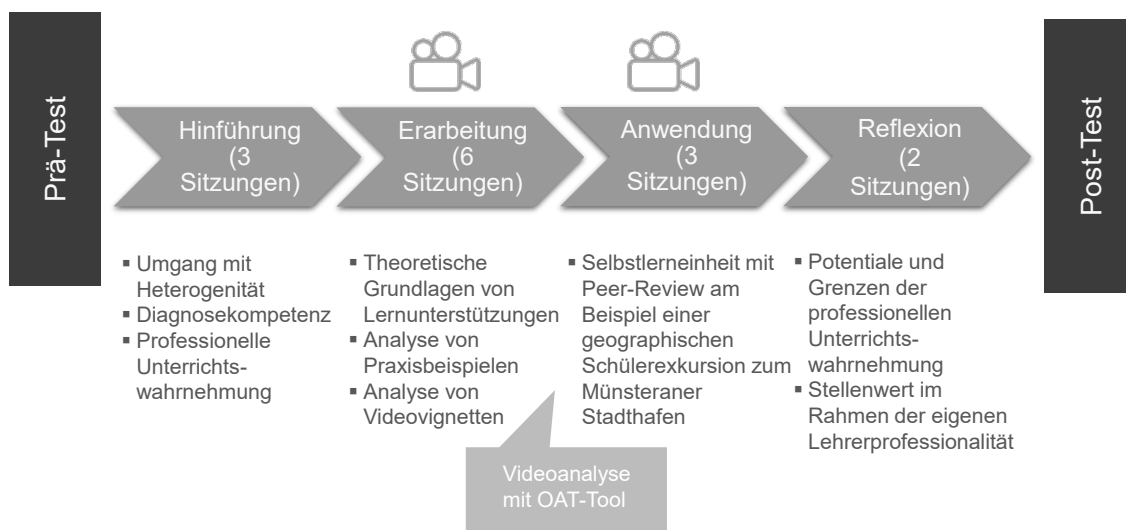 Prä-Test
Hinführung
(3
Sitzungen)
Erarbeitung
(6
Sitzungen)
Anwendung
(3
Sitzungen)
Reflexion
(2
Sitzungen)
Post-Test
▪ Umgang mit
Heterogenität
▪ Diagnosekompetenz
▪ Professionelle
Unterrichts-
wahrnehmung
▪ Theoretische
Grundlagen von
Lernunterstützungen
▪ Analyse von
Praxisbeispielen
▪ Analyse von
Videovignetten
▪ Selbstlerneinheit mit
Peer-Review am
Beispiel einer
geographischen
Schülerexkursion zum
Münsteraner
Stadthafen
▪ Potentiale und
Grenzen der
professionellen
Unterrichts-
wahrnehmung
▪ Stellenwert im
Rahmen der eigenen
Lehrerprofessionalität
Videoanalyse
mit OAT-Tool